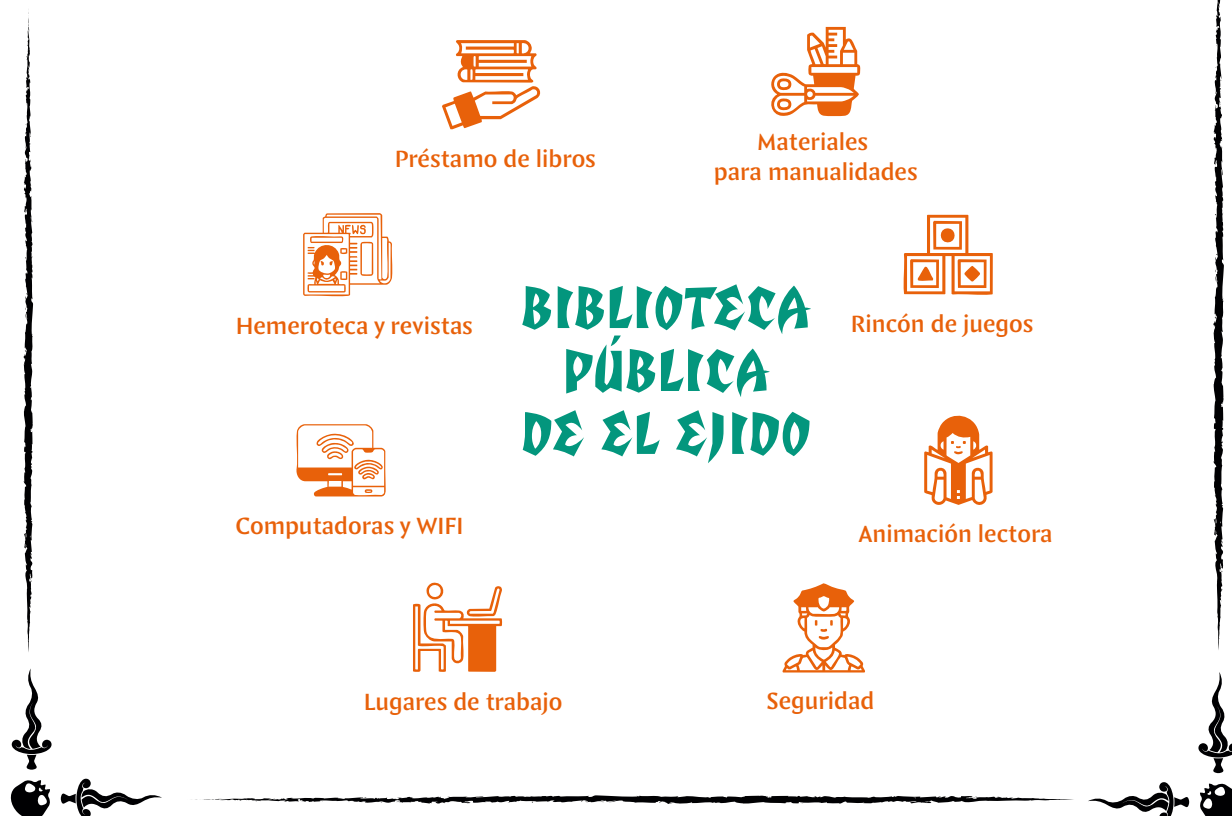 Préstamo de libros
Materiales
para manualidades
NEWS
Hemeroteca y revistas
Rincón de juegos
BIBLIOTECA
PÚBLICA
DE EL EJIDO
Computadoras y WIFI
Animación lectora
Lugares de trabajo
Seguridad